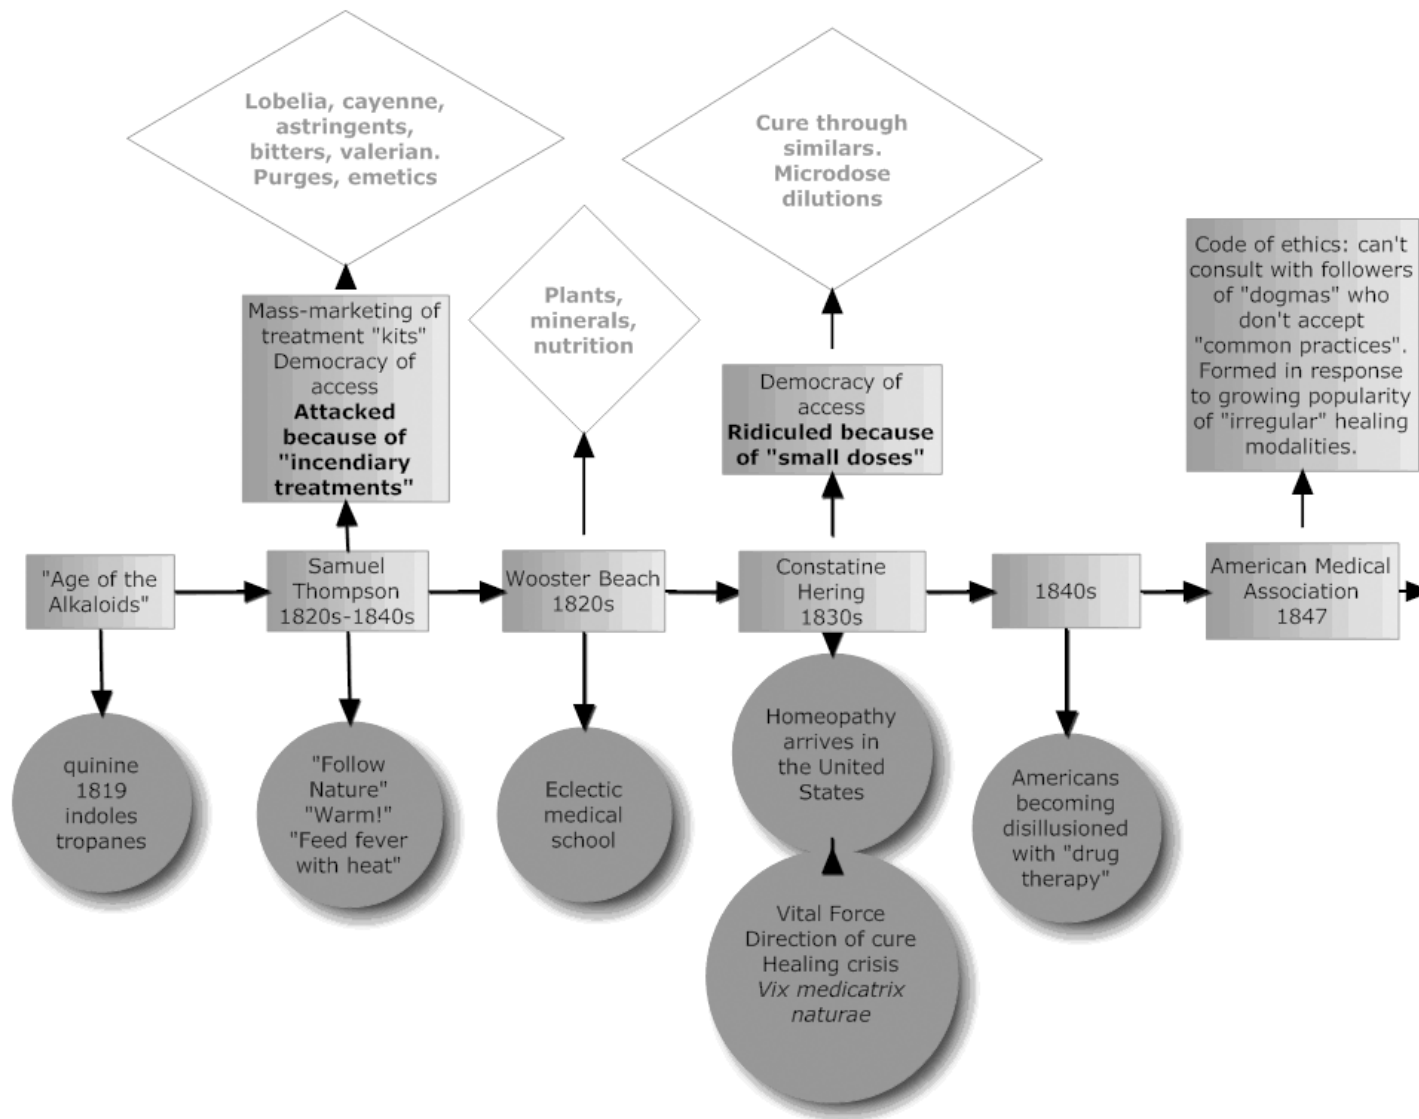 Lobelia, cayenne,
astringents,
bitters, valerian.
Purges, emetics
Cure through
similars.
Microdose
dilutions
Plants,
minerals,
nutrition
Mass-marketing of
treatment "kits"
Democracy of
access
Attacked
because of
"incendiary
treatments"
Democracy of
access
Ridiculed because
of "small doses"
Code of ethics: can't
consult with followers
of "dogmas" who
don't accept
"common practices".
Formed in response
to growing popularity
of "irregular" healing
modalities.
"Age of the
Alkaloids"
Samuel
Thompson
1820s-1840s
Wooster Beach
1820s
Constatine
Hering
1830s
1840s
American Medical
Association
1847
quinine
1819
indoles
tropanes
"Follow
Nature"
"Warm!"
"Feed fever
with heat"
Eclectic
medical
school
Homeopathy
arrives in
the United
States
Americans
becoming
disillusioned
with "drug
therapy"
Vital Force
Direction of cure
Healing crisis
Vix medicatrix
naturae